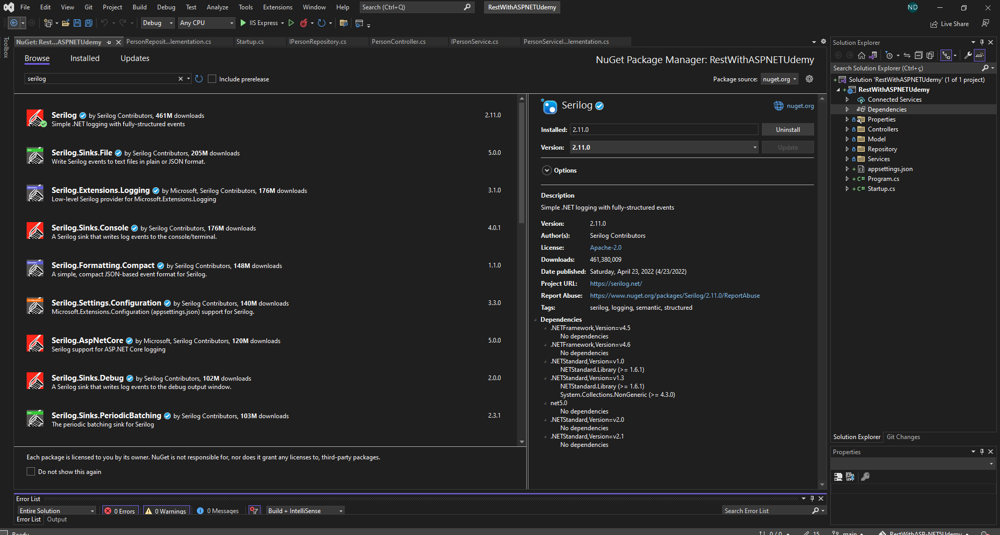 File Edit View Git Project Build Debug Test Analyze Tools Extensions Window Help Search (Ctrl+Q) RestWithASPNETUdemy ND
Debug Any CPU IIS Express Live Share
Toolbox
NuGet: Rest...ASPNETUdemy PersonReposit...lementation.cs Startup.cs IPersonRepository.cs PersonController.cs IPersonService.cs PersonServiceI...lementation.cs
Browse Installed Updates
NuGet Package Manager: RestWithASPNETUdemy
serilog Include prerelease
Package source: nuget.org
Serilog by Serilog Contributors, 461M downloads 2.11.0
Simple .NET logging with fully-structured events
Serilog.Sinks.File by Serilog Contributors, 205M downloads 5.0.0
Write Serilog events to text files in plain or JSON format.
Serilog.Extensions.Logging by Microsoft, Serilog Contributors, 176M downloads 3.1.0
Low-level Serilog provider for Microsoft.Extensions.Logging
Serilog.Sinks.Console by Serilog Contributors, 176M downloads 4.0.1
A Serilog sink that writes log events to the console/terminal.
Serilog.Formatting.Compact by Serilog Contributors, 148M downloads 1.1.0
A simple, compact JSON-based event format for Serilog.
Serilog.Settings.Configuration by Serilog Contributors, 140M downloads 3.3.0
Microsoft.Extensions.Configuration (appsettings.json) support for Serilog.
Serilog.AspNetCore by Microsoft, Serilog Contributors, 120M downloads 5.0.0
Serilog support for ASP.NET Core logging
Serilog.Sinks.Debug by Serilog Contributors, 102M downloads 2.0.0
A Serilog sink that writes log events to the debug output window.
Serilog.Sinks.PeriodicBatching by Serilog Contributors, 103M downloads 2.3.1
The periodic batching sink for Serilog
Each package is licensed to you by its owner. NuGet is not responsible for, nor does it grant any licenses to, third-party packages.
Do not show this again
Serilog nuget.org
Installed: 2.11.0 Uninstall
Version: 2.11.0 Update
Options
Description
Simple .NET logging with fully-structured events
Version: 2.11.0
Author(s): Serilog Contributors
License: Apache-2.0
Downloads: 461,380,009
Date published: Saturday, April 23, 2022 (4/23/2022)
Project URL: https://serilog.net/
Report Abuse: https://www.nuget.org/packages/Serilog/2.11.0/ReportAbuse
Tags: serilog, logging, semantic, structured
Dependencies
.NETFramework,Version=v4.5
No dependencies
.NETFramework,Version=v4.6
No dependencies
.NETStandard,Version=v1.0
NETStandard.Library (>= 1.6.1)
.NETStandard,Version=v1.3
NETStandard.Library (>= 1.6.1)
System.Collections.NonGeneric (>= 4.3.0)
net5.0
No dependencies
.NETStandard,Version=v2.0
No dependencies
.NETStandard,Version=v2.1
No dependencies
Solution Explorer
Search Solution Explorer (Ctrl+ç)
Solution 'RestWithASPNETUdemy' (1 of 1 project)
RestWithASPNETUdemy
Connected Services
Dependencies
Properties
Controllers
Model
Repository
Services
appsettings.json
C# Program.cs
C# Startup.cs
Solution Explorer Git Changes
Properties
Error List
Entire Solution 0 Errors 0 Warnings 0 Messages Build + IntelliSense Search Error List
Error List Output
Ready 0 / 0 15 main RestWithASP-NET5Udemy